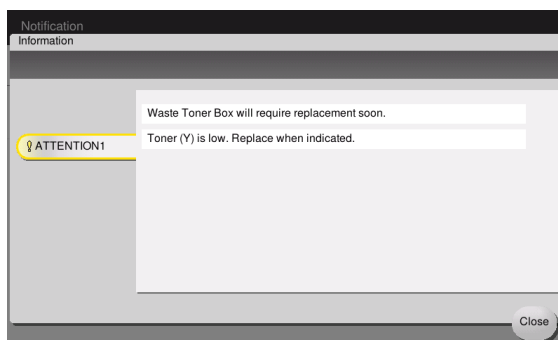 Notification
Information
Waste Toner Box will require replacement soon.
Toner (Y) is low. Replace when indicated.
ATTENTION1
Close